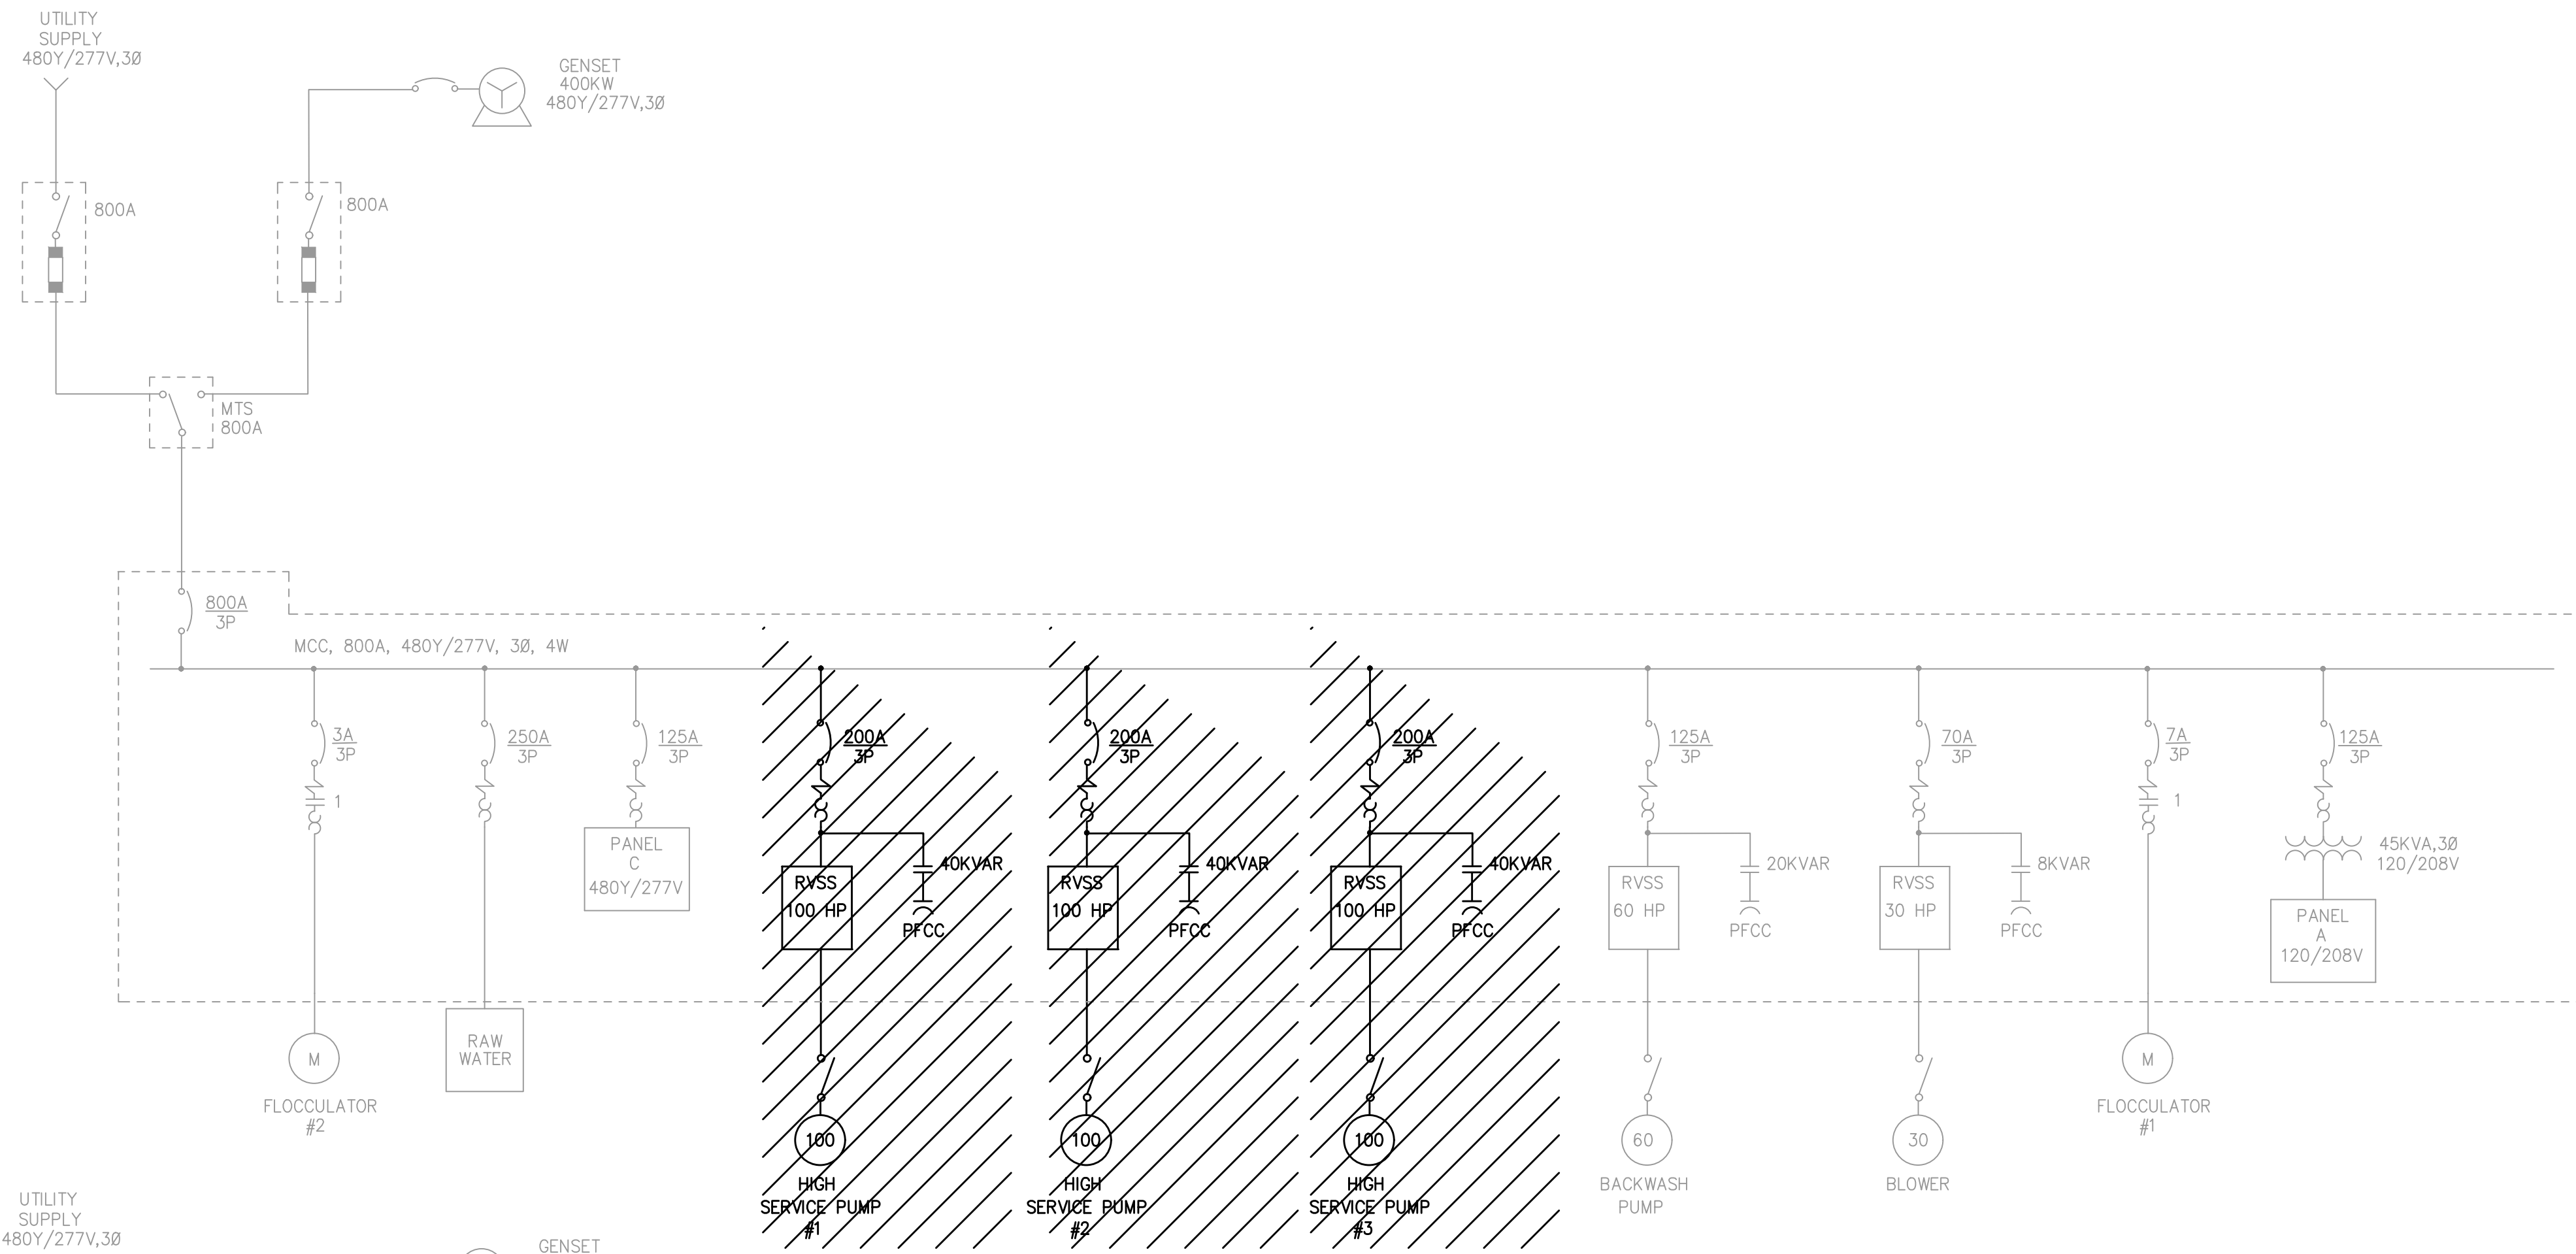 UTILITY
SUPPLY
480Y/277V,3Ø
GENSET
400KW
480Y/277V,3Ø
800A
800A
MTS
800A
800A
3P
MCC, 800A, 480Y/277V, 3Ø, 4W
3A
3P
1
FLOCCULATOR
#2
M
250A
3P
RAW
WATER
125A
3P
PANEL
C
480Y/277V
200A
3P
40KVAR
RVSS
100 HP
PFCC
100
HIGH
SERVICE PUMP
#1
200A
3P
40KVAR
RVSS
100 HP
PFCC
100
HIGH
SERVICE PUMP
#2
200A
3P
40KVAR
RVSS
100 HP
PFCC
100
HIGH
SERVICE PUMP
#3
125A
3P
20KVAR
RVSS
60 HP
PFCC
60
BACKWASH
PUMP
70A
3P
8KVAR
RVSS
30 HP
PFCC
30
BLOWER
7A
3P
1
M
FLOCCULATOR
#1
125A
3P
45KVA,3Ø
120/208V
PANEL
A
120/208V
UTILITY
SUPPLY
480Y/277V,3Ø
GENSET